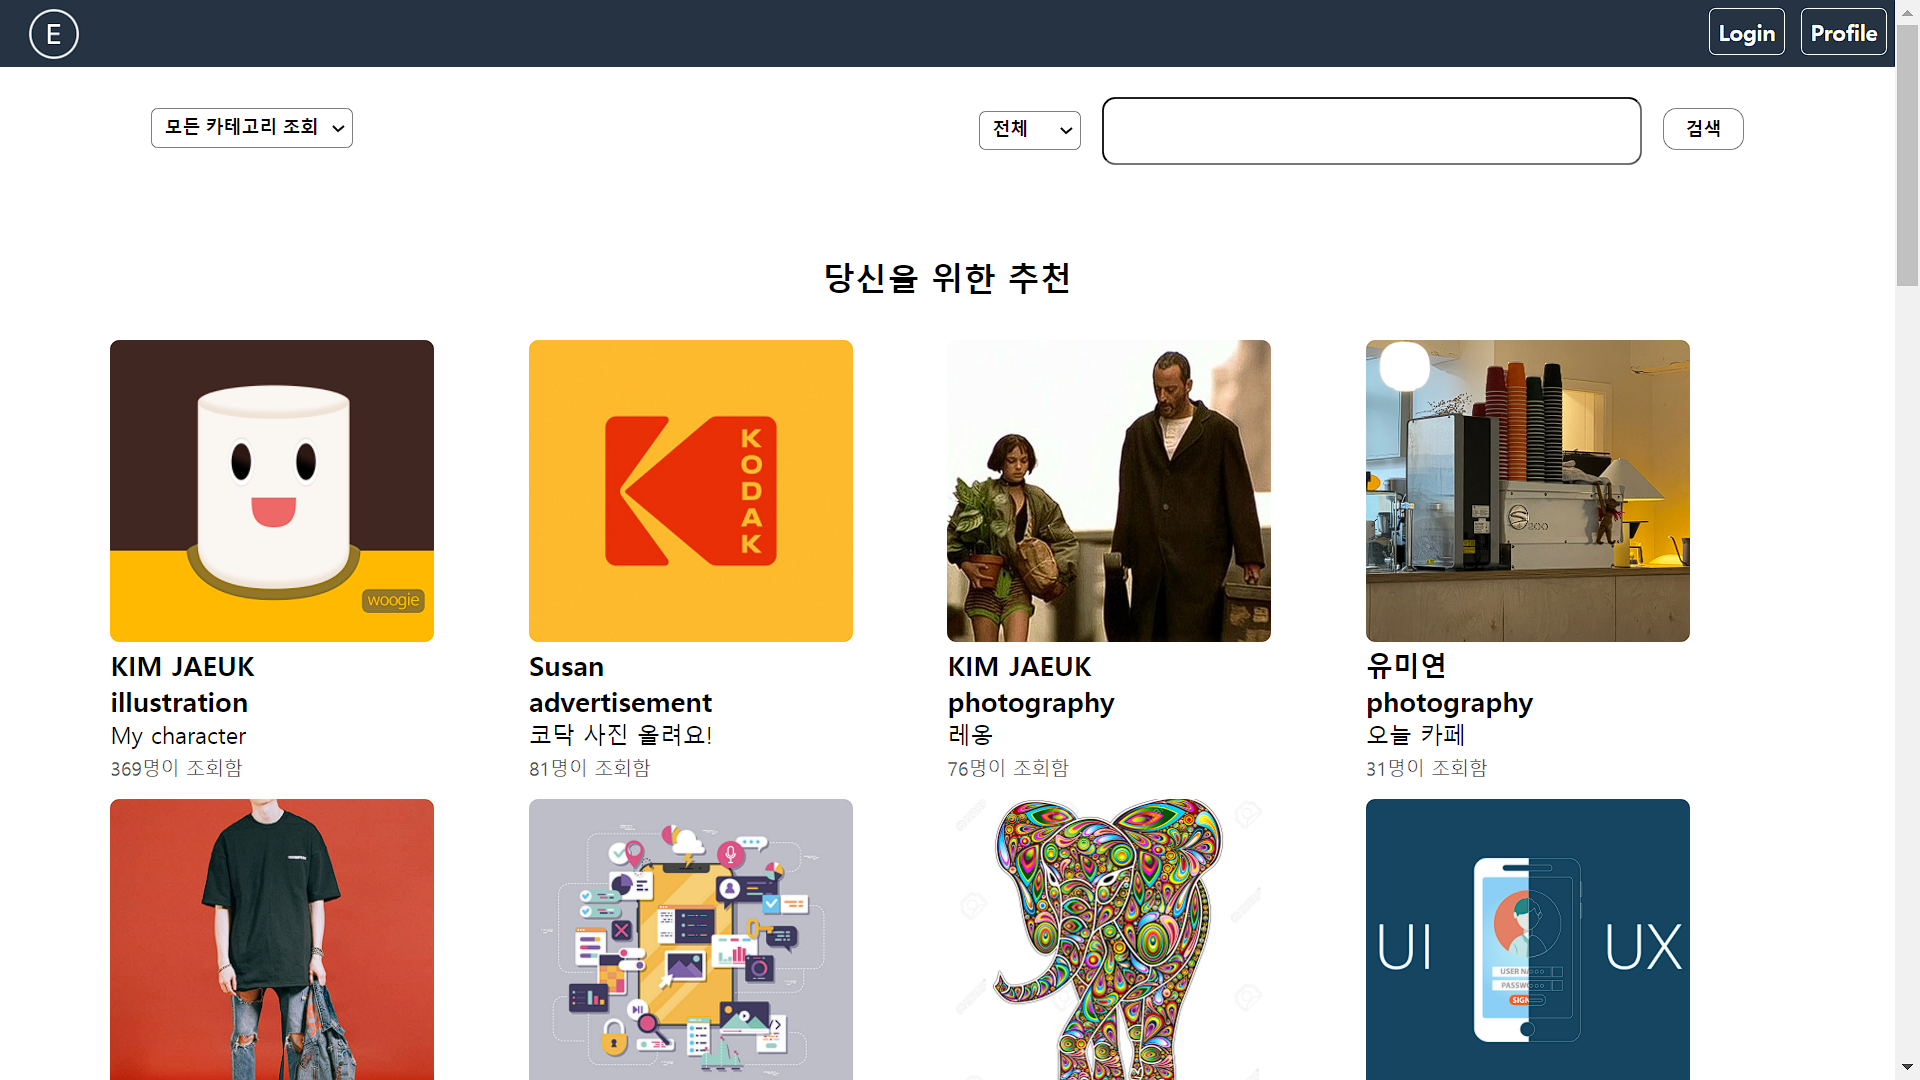 E
Login
Profile
모든 카테고리 조회
전체
검색
당신을 위한 추천
woogie
KODAK
KIM JAEUK
illustration
My character
369명이 조회함
Susan
advertisement
코닥 사진 올려요!
81명이 조회함
KIM JAEUK
photography
레옹
76명이 조회함
유미연
photography
오늘 카페
31명이 조회함
UI
UX